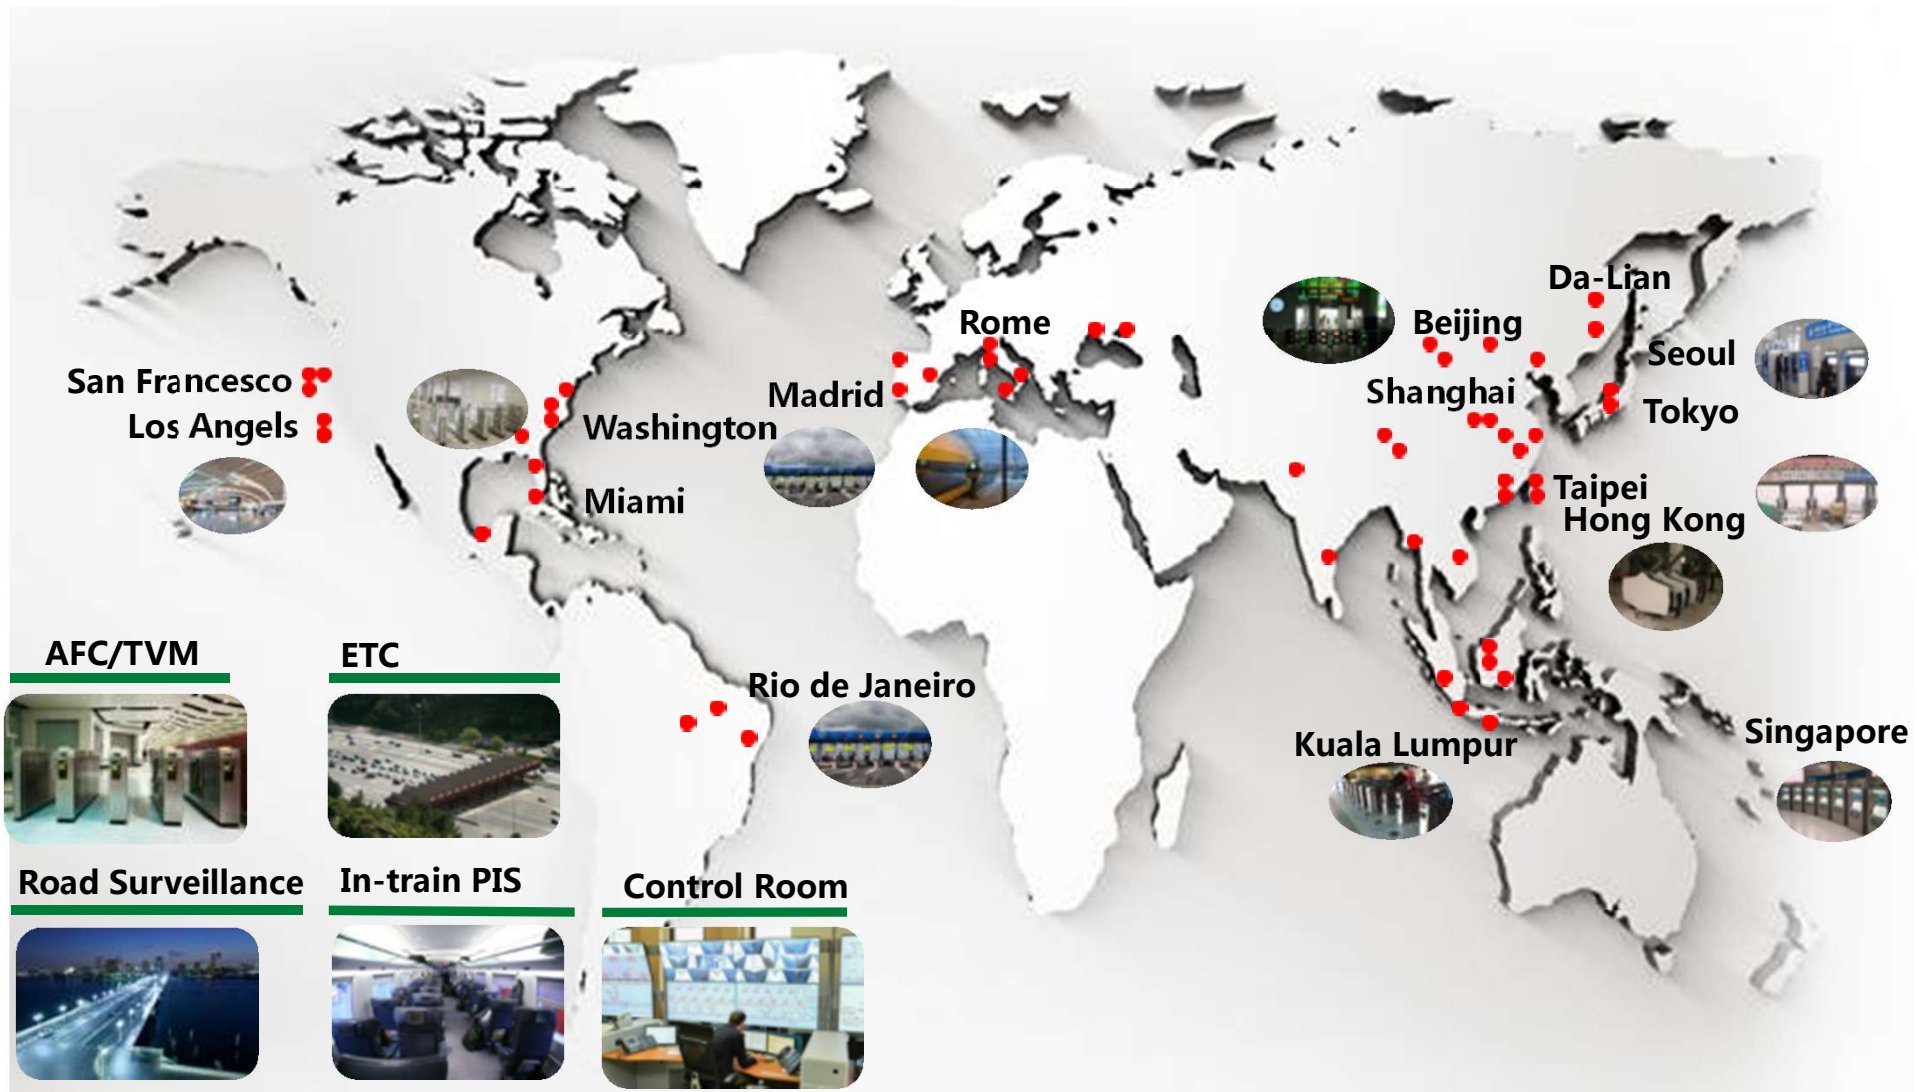 Da-Lian
Rome
Beijing
Seoul
San Francesco
Madrid
Shanghai
Tokyo
Los Angels
Washington
Miami
Taipei
Hong Kong
AFC/TVM
ETC
Rio de Janeiro
Kuala Lumpur
Singapore
Road Surveillance
In-train PIS
Control Room